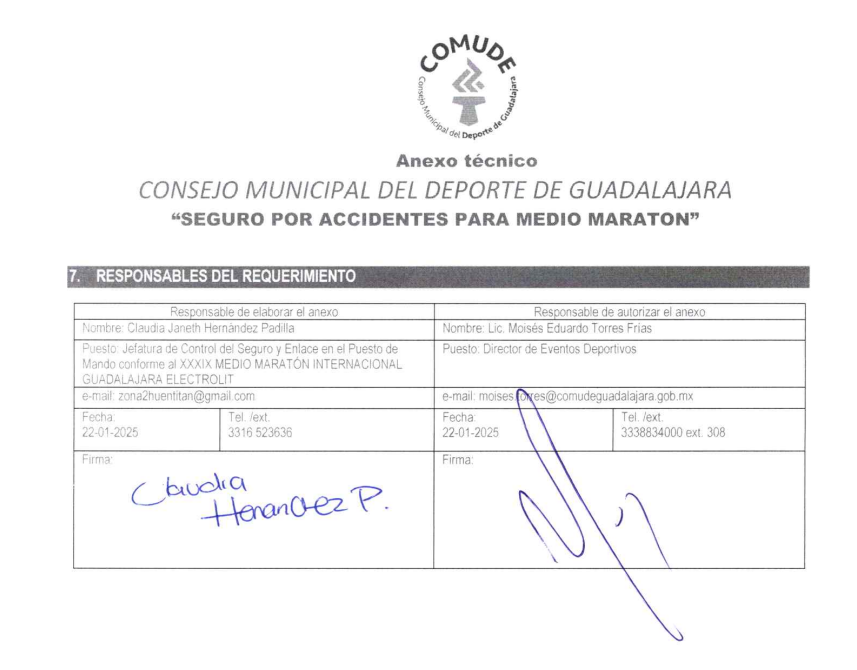 COMUDE
Consejo Municipal del Deporte de Guadalajara
Anexo técnico
CONSEJO MUNICIPAL DEL DEPORTE DE GUADALAJARA
“SEGURO POR ACCIDENTES PARA MEDIO MARATON”
7. RESPONSABLES DEL REQUERIMIENTO
Responsable de elaborar el anexo
Responsable de autorizar el anexo
Nombre: Claudia Janeth Hernández Padilla
Nombre: Lic. Moisés Eduardo Torres Frías
Puesto: Jefatura de Control del Seguro y Enlace en el Puesto de
Mando conforme al XXXIX MEDIO MARATÓN INTERNACIONAL
GUADALAJARA ELECTROLIT
Puesto: Director de Eventos Deportivos
e-mail: zona2huentitan@gmail.com
e-mail: moises.torres@comudeguadalajara.gob.mx
Fecha:
22-01-2025
Tel. /ext.
3316 523636
Fecha:
22-01-2025
Tel. /ext.
3338834000 ext. 308
Firma:
Claudia
Hernandez P.
Firma: